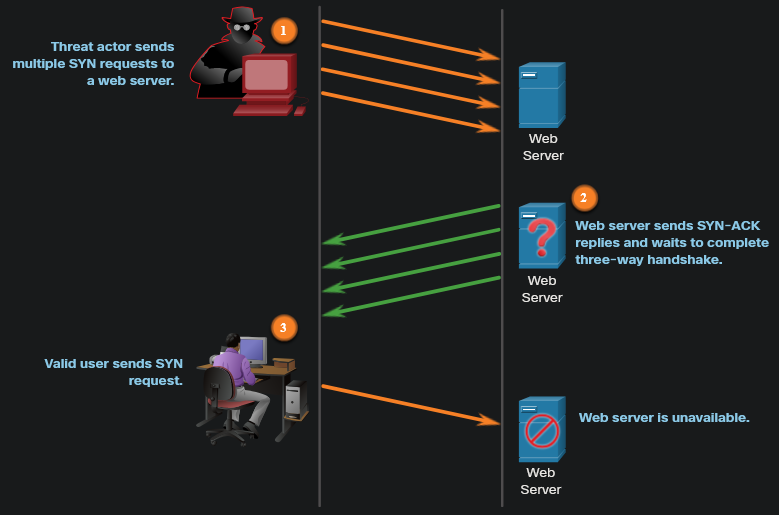 Threat actor sends
multiple SYN requests to
a web server.
1
Web
Server
2
Web server sends SYN-ACK
replies and waits to complete
three-way handshake.
?
Web
Server
3
Valid user sends SYN
request.
Web server is unavailable.
Web
Server